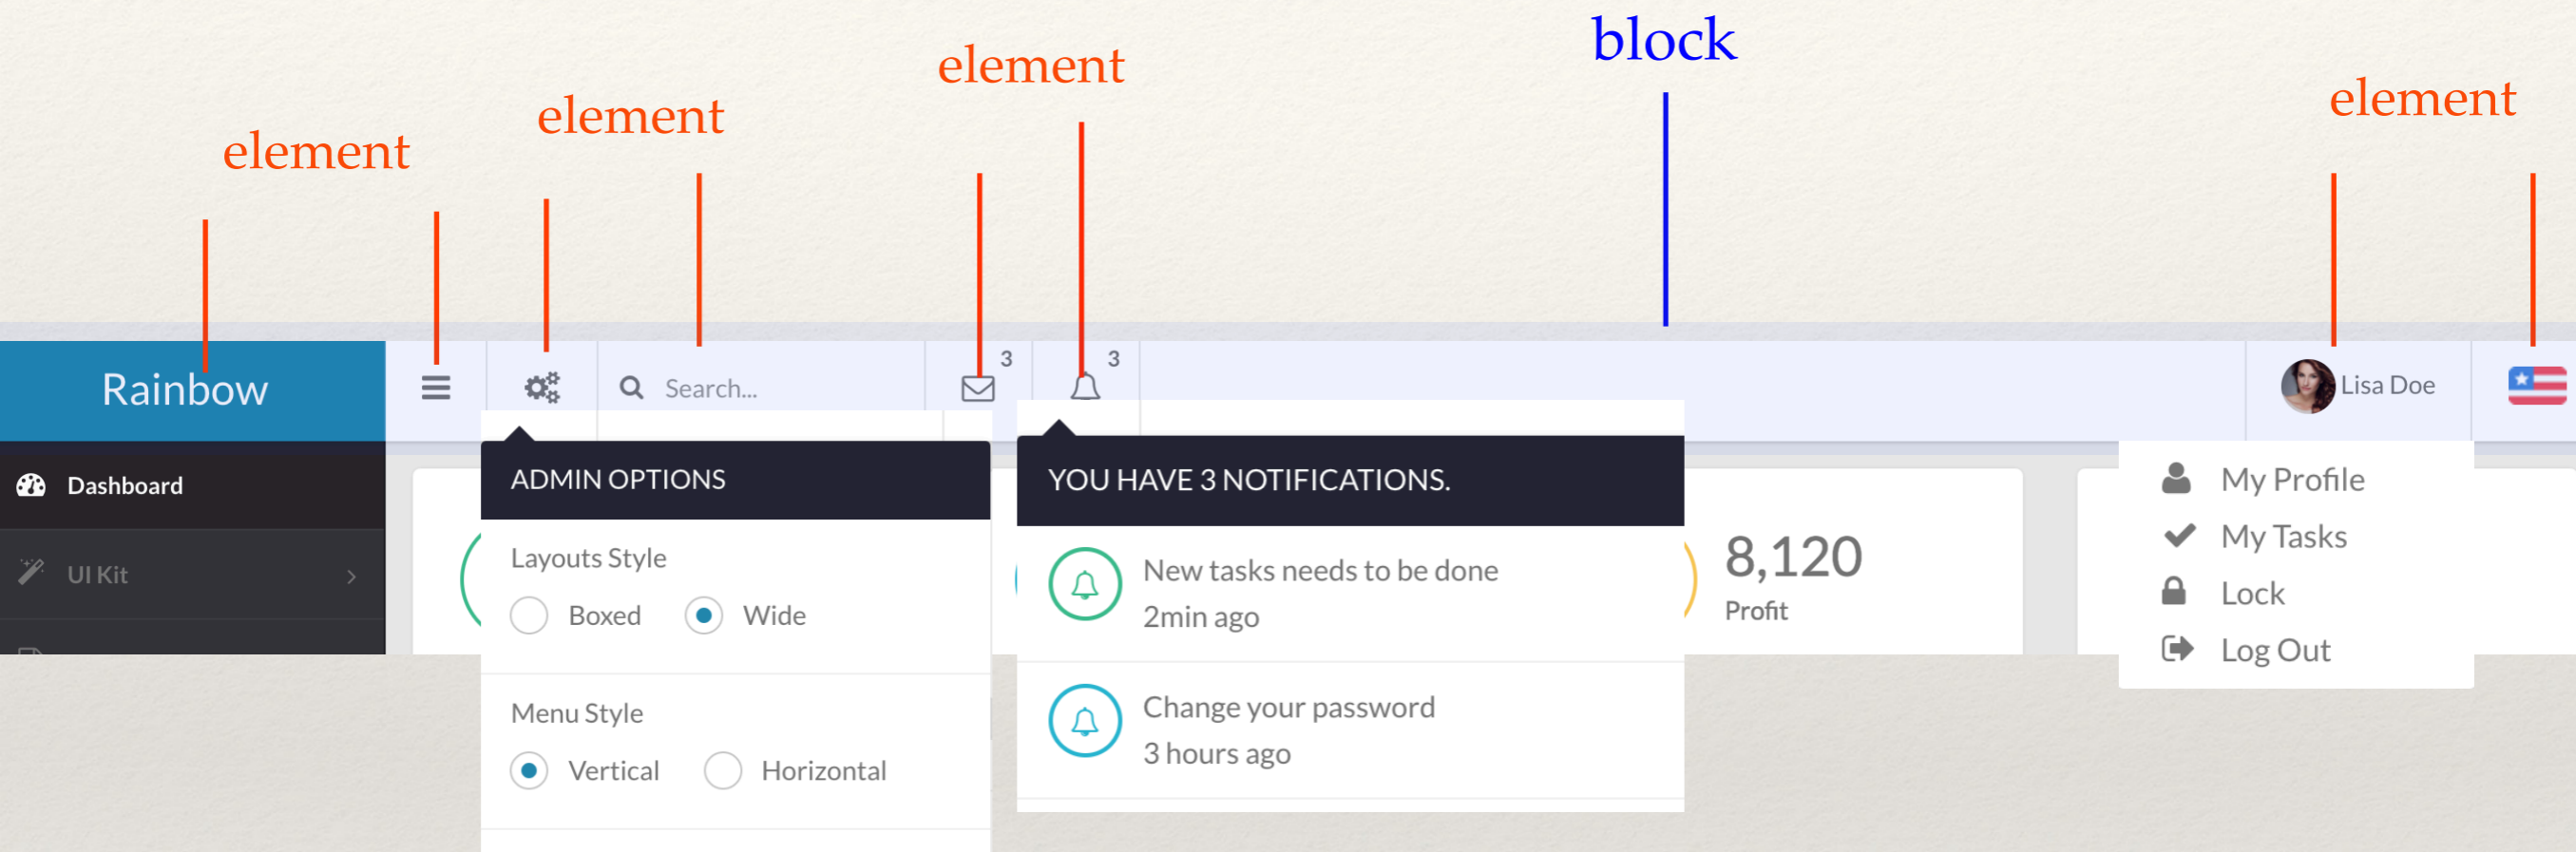 block
element
element
element
element
Rainbow
Search...
3
3
Lisa Doe
Dashboard
UI Kit
ADMIN OPTIONS
Layouts Style
Boxed
Wide
Menu Style
Vertical
Horizontal
YOU HAVE 3 NOTIFICATIONS.
New tasks needs to be done
2min ago
Change your password
3 hours ago
8,120
Profit
My Profile
My Tasks
Lock
Log Out